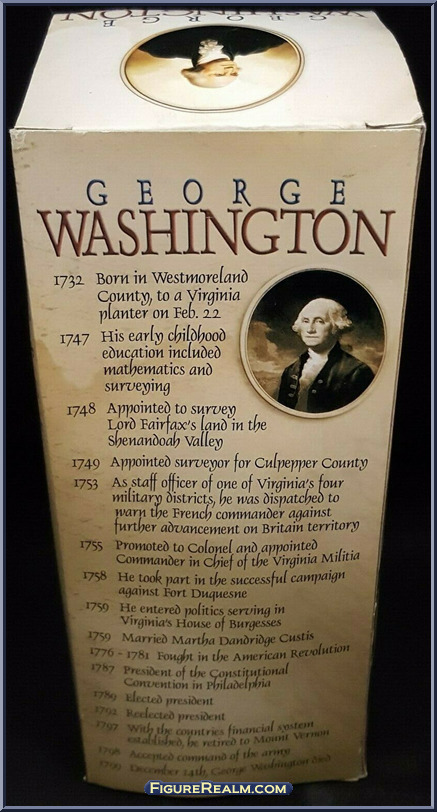 GEORGE
WASHINGTON
GEORGE
WASHINGTON
1732 Born in Westmoreland
County, to a Virginia
planter on Feb. 22
1747 His early childhood
education included
mathematics and
surveying
1748 Appointed to survey
Lord Fairfax's land in the
Shenandoah Valley
1749 Appointed surveyor for Culpepper County
1753 As staff officer of one of Virginia's four
military districts, he was dispatched to
warn the French commander against
further advancement on Britain territory
1755 Promoted to Colonel and appointed
Commander in Chief of the Virginia Militia
1758 He took part in the successful campaign
against Fort Duquesne
1759 He entered politics serving in
Virginia's House of Burgesses
1759 Married Martha Dandridge Custis
1776 - 1781 Fought in the American Revolution
1787 President of the Constitutional
Convention in Philadelphia
1789 Elected president
1792 Reelected president
1797 With the countries financial system
established, he retired to Mount Vernon
1798 Accepted command of the army
1799 December 14th, George Washington died
FIGUREREALM.COM